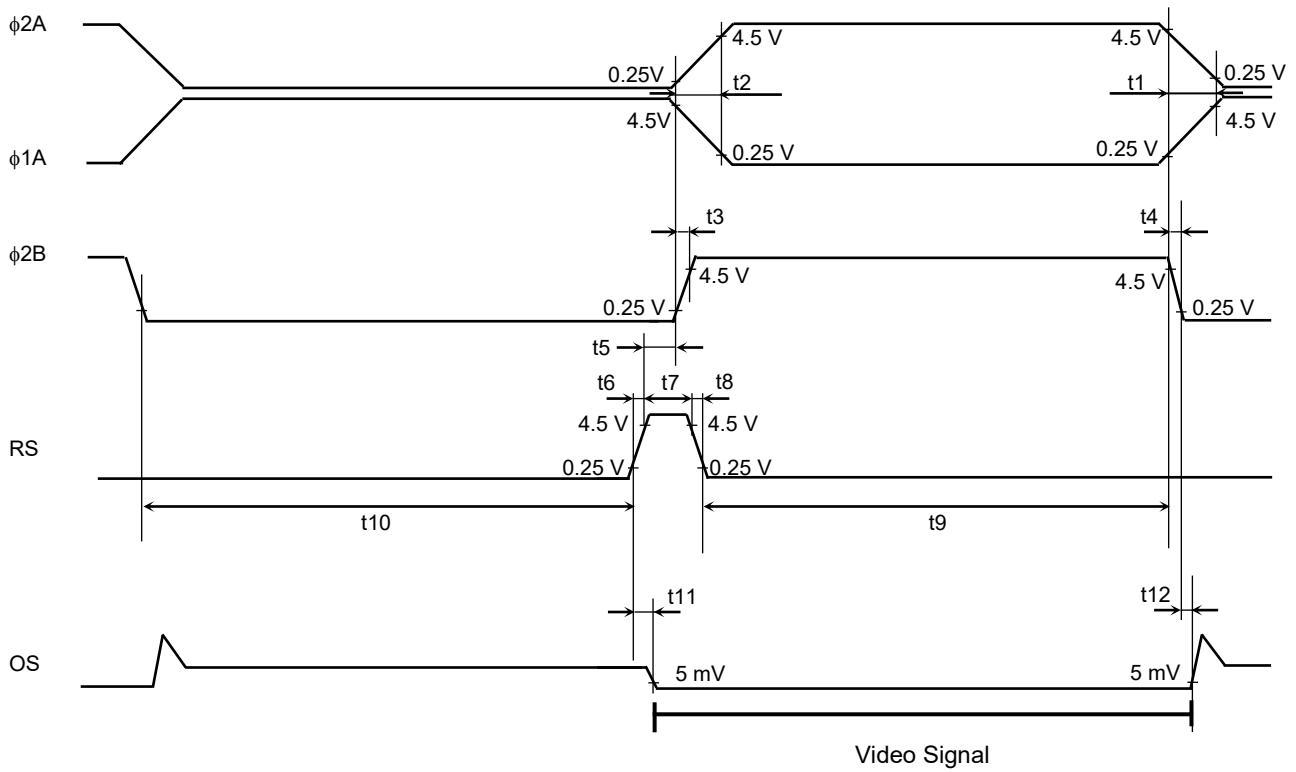 ϕ2A
4.5 V
4.5 V
0.25V
t2
t1
0.25 V
4.5V
4.5 V
ϕ1A
0.25 V
0.25 V
t3
t4
ϕ2B
4.5 V
4.5 V
0.25 V
0.25 V
t5
t6
t7
t8
4.5 V
4.5 V
RS
0.25 V
0.25 V
t10
t9
t11
t12
OS
5 mV
5 mV
Video Signal